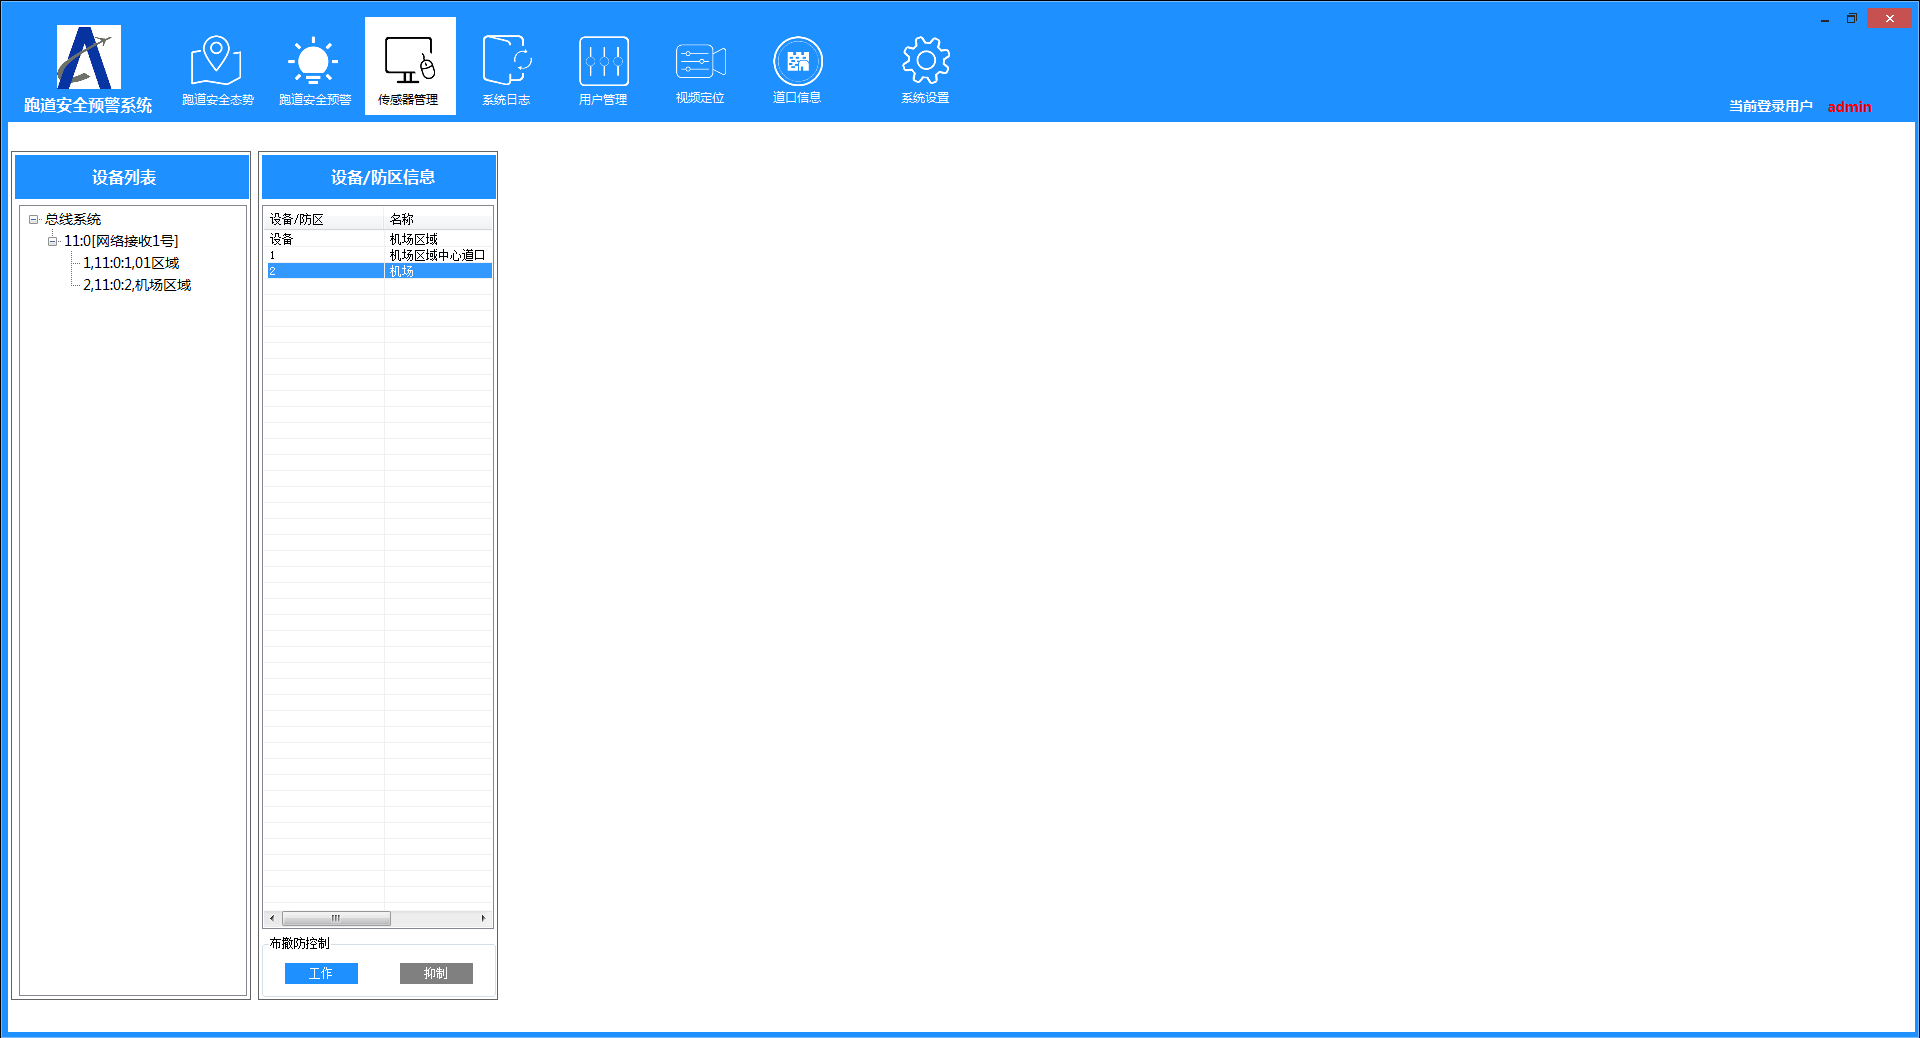 跑道安全预警系统
跑道安全态势
跑道安全预警
传感器管理
系统日志
用户管理
视频定位
道口信息
系统设置
当前登录用户 admin
设备列表
总线系统
11:0[网络接收1号]
1,11:0:1,01区域
2,11:0:2,机场区域
设备/防区信息
设备/防区 名称
设备 机场区域
1 机场区域中心道口
2 机场
布撤防控制
工作 抑制